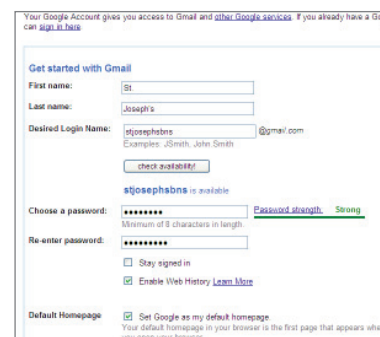 Your Google Account gives you access to Gmail and other Google services. If you already have a Go
can sign in here.
Get started with Gmail
First name: St.
Last name: Joseph's
Desired Login Name: stjosephsbns @gmail.com
Examples: JSmith, John.Smith
check availability!
stjosephsbns is available
Choose a password: Password strength: Strong
Minimum of 8 characters in length.
Re-enter password:
Stay signed in
Enable Web History Learn More
Default Homepage Set Google as my default homepage
Your default homepage in your browser is the first page that appears whe
you open your browser.